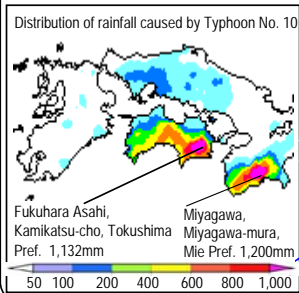 Distribution of rainfall caused by Typhoon No. 10
Fukuhara Asahi,
Kamikatsu-cho, Tokushima
Pref. 1,132mm
Miyagawa,
Miyagawa-mura,
Mie Pref. 1,200mm
50 100 200 400 600 800 1,000